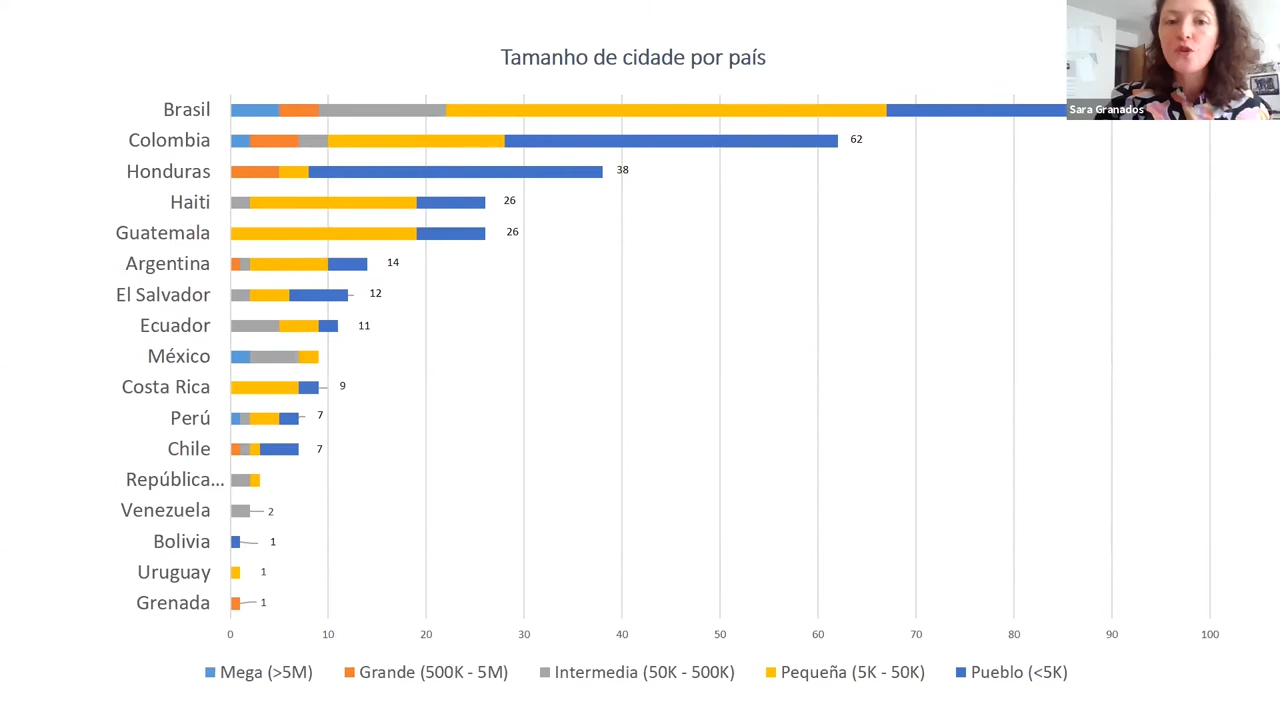 Tamanho de cidade por país
Sara Granados
Brasil
Colombia 62
Honduras 38
Haiti 26
Guatemala 26
Argentina 14
El Salvador 12
Ecuador 11
México
Costa Rica 9
Perú 7
Chile 7
República...
Venezuela 2
Bolivia 1
Uruguay 1
Grenada 1
0 10 20 30 40 50 60 70 80 90 100
Mega (>5M) Grande (500K - 5M) Intermedia (50K - 500K) Pequeña (5K - 50K) Pueblo (<5K)